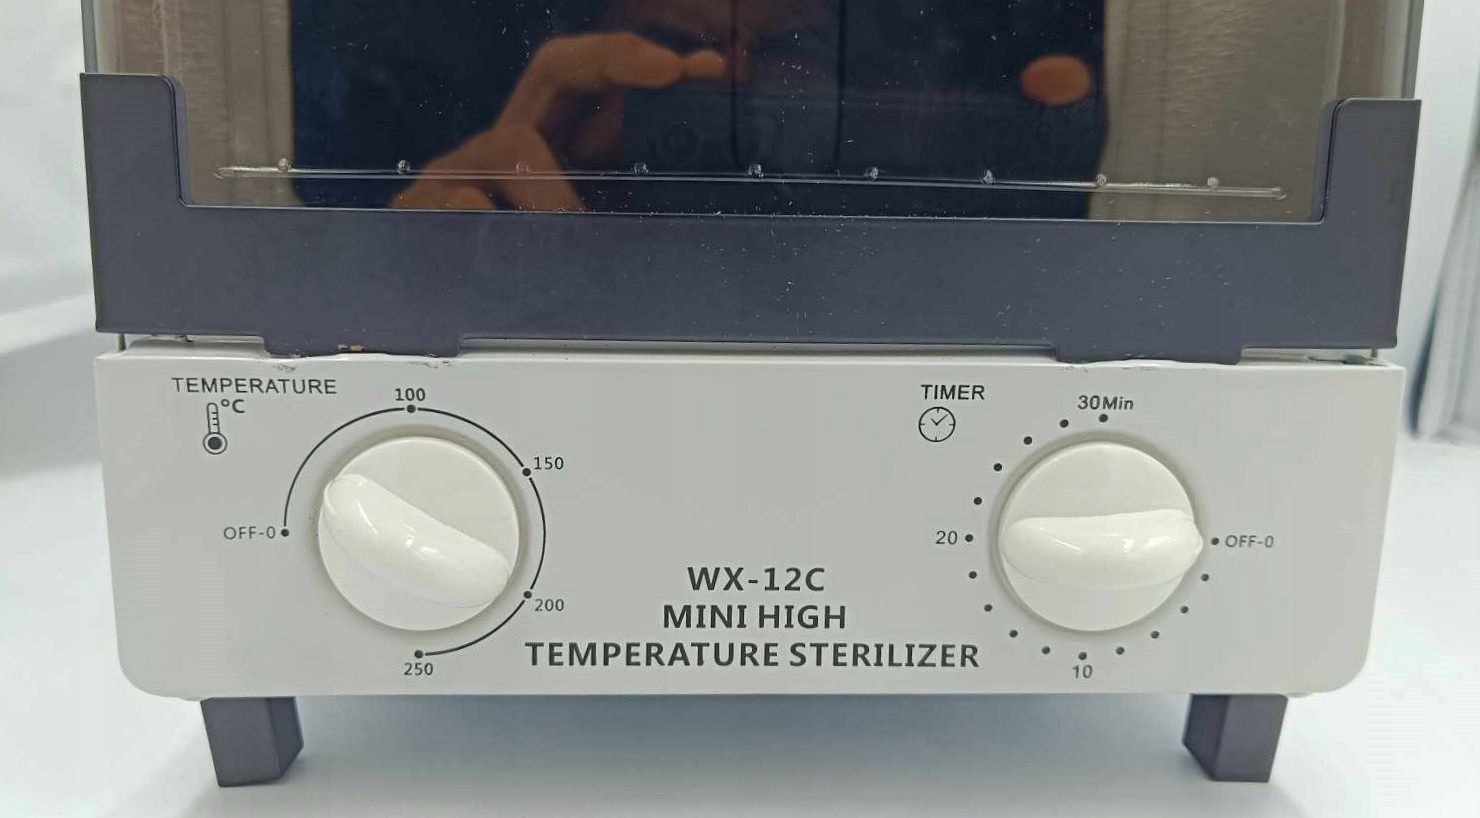 TEMPERATURE
°C
OFF-0
100
150
200
250
WX-12C
MINI HIGH
TEMPERATURE STERILIZER
TIMER
30Min
20
10
OFF-0